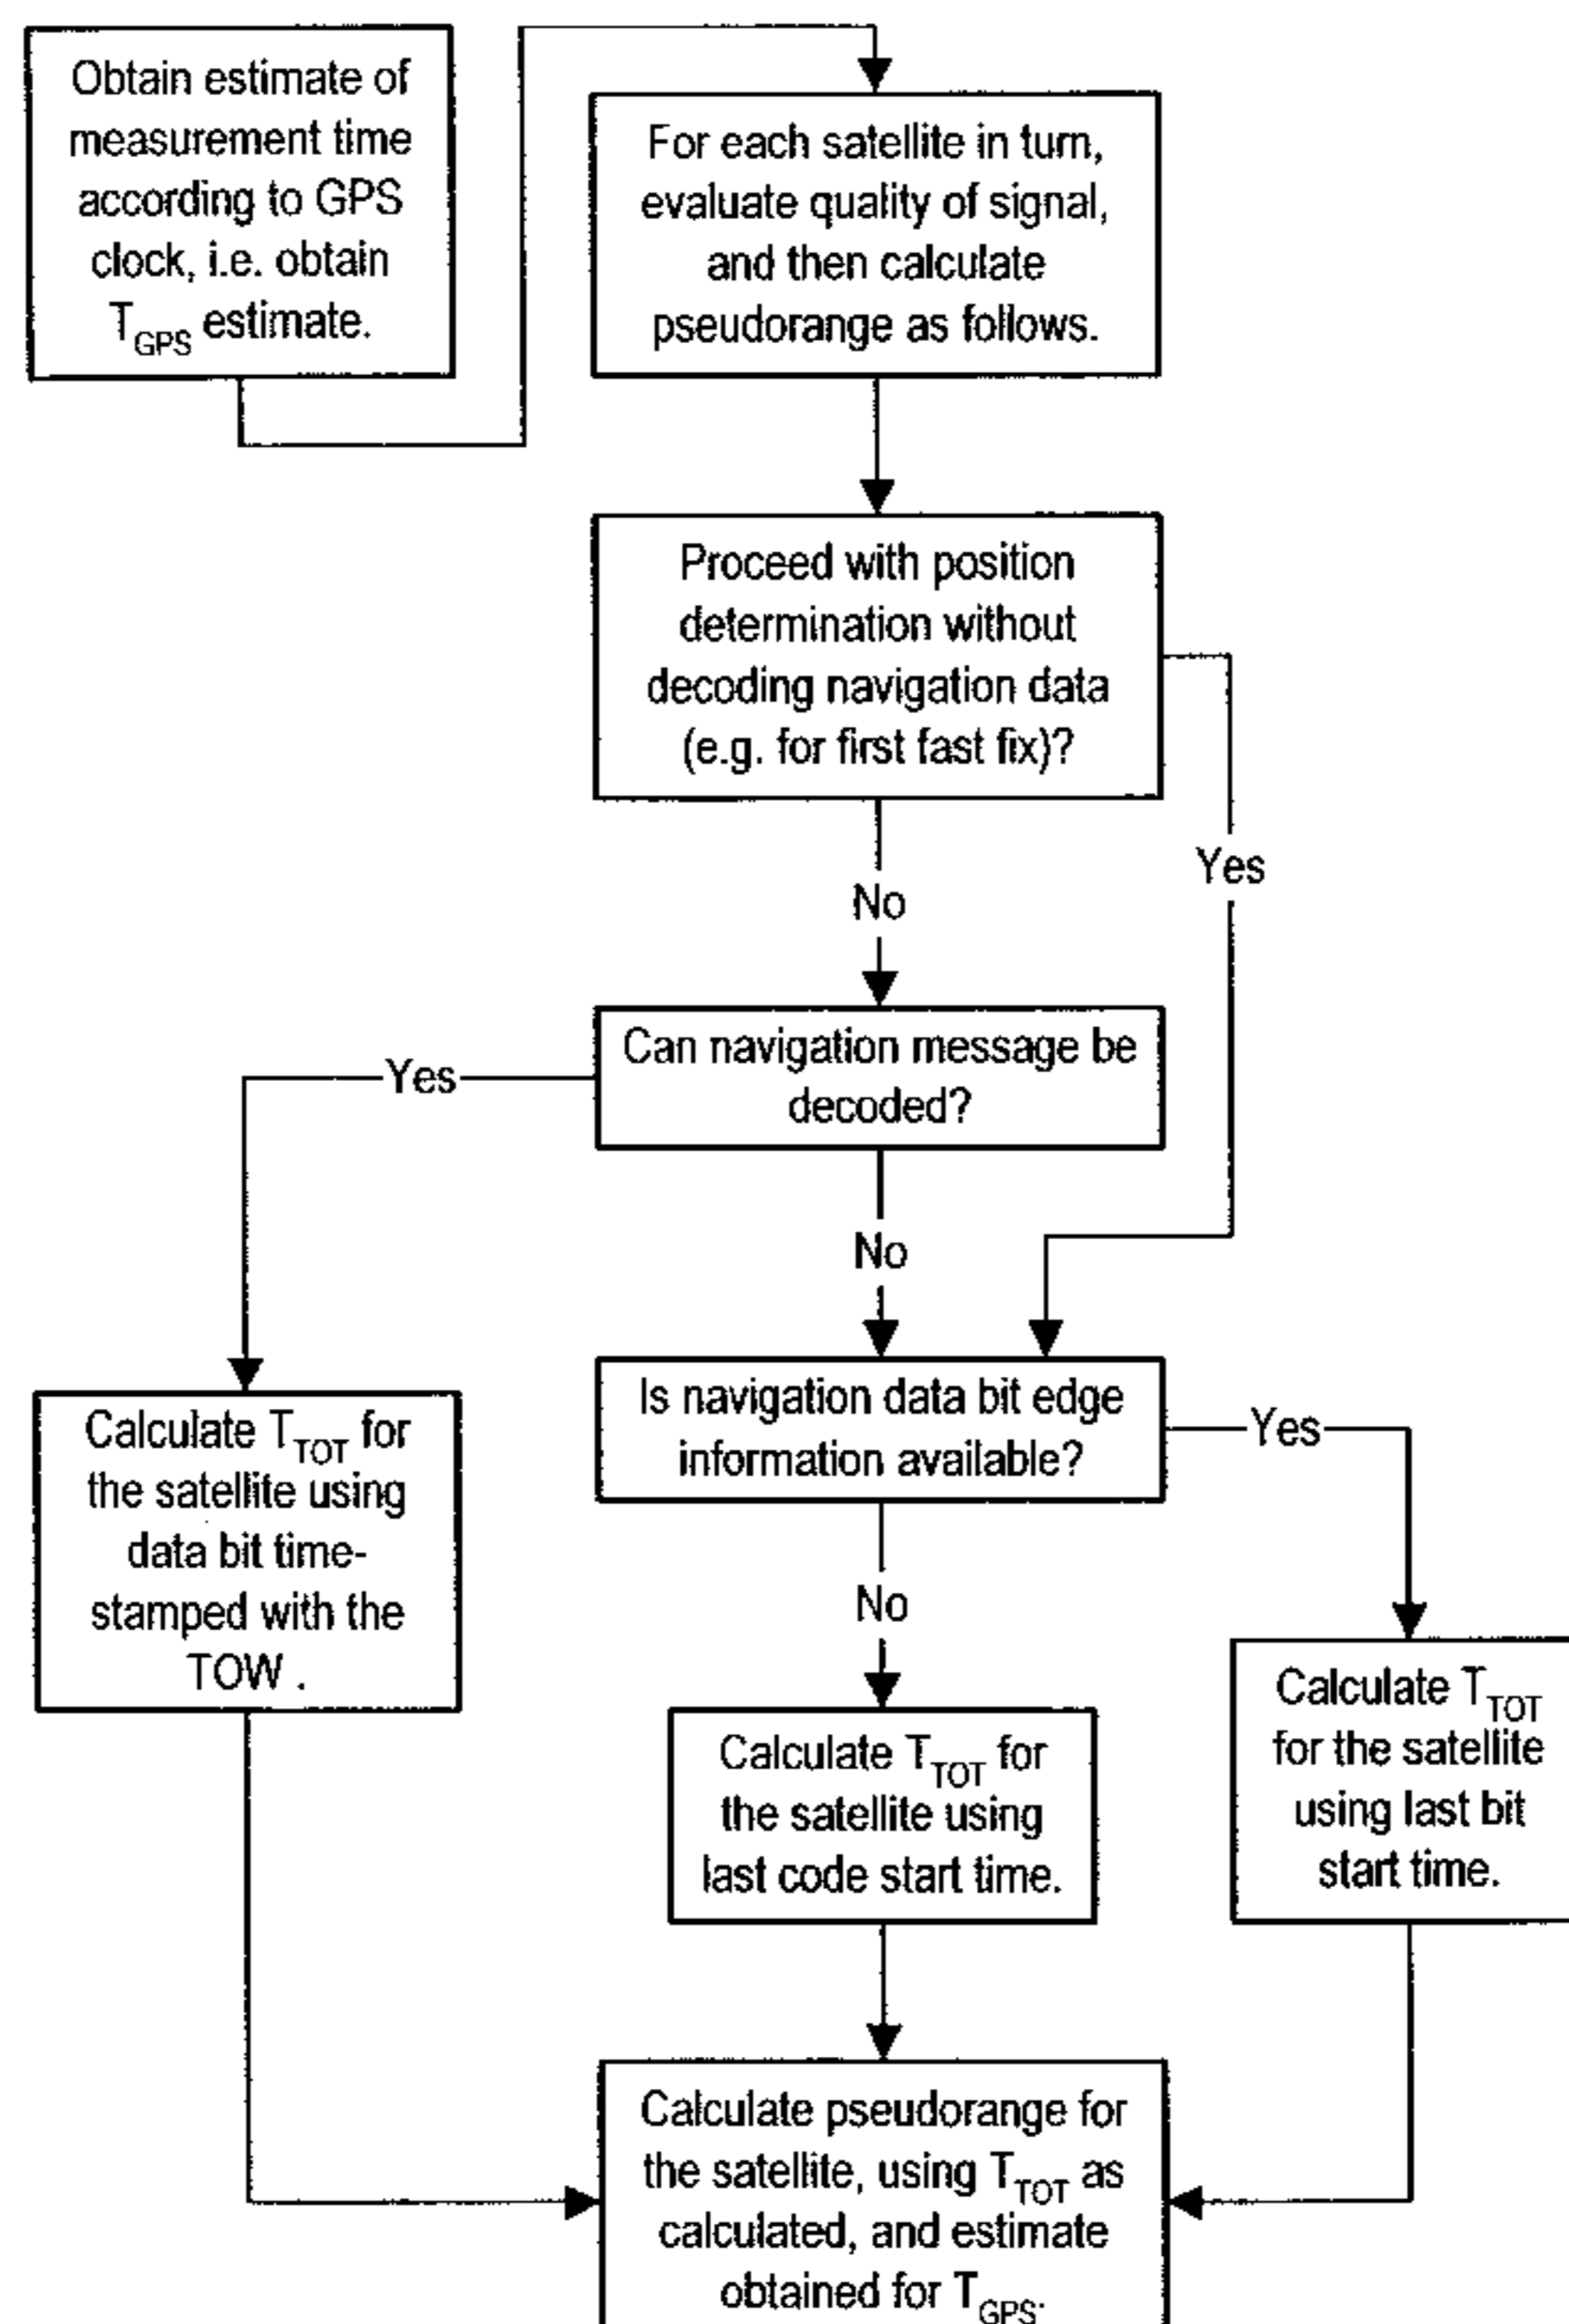 Obtain estimate of
measurement time
according to GPS
clock, i.e. obtain
T_GPS estimate.
For each satellite in turn,
evaluate quality of signal,
and then calculate
pseudorange as follows.
Proceed with position
determination without
decoding navigation data
(e.g. for first fast fix)?
Yes
No
Can navigation message be
decoded?
Yes
No
Is navigation data bit edge
information available?
Yes
No
Calculate T_TOT for
the satellite using
data bit time-
stamped with the
TOW .
Calculate T_TOT for
the satellite using
last code start time.
Calculate T_TOT
for the satellite
using last bit
start time.
Calculate pseudorange for
the satellite, using T_TOT as
calculated, and estimate
obtained for T_GPS.